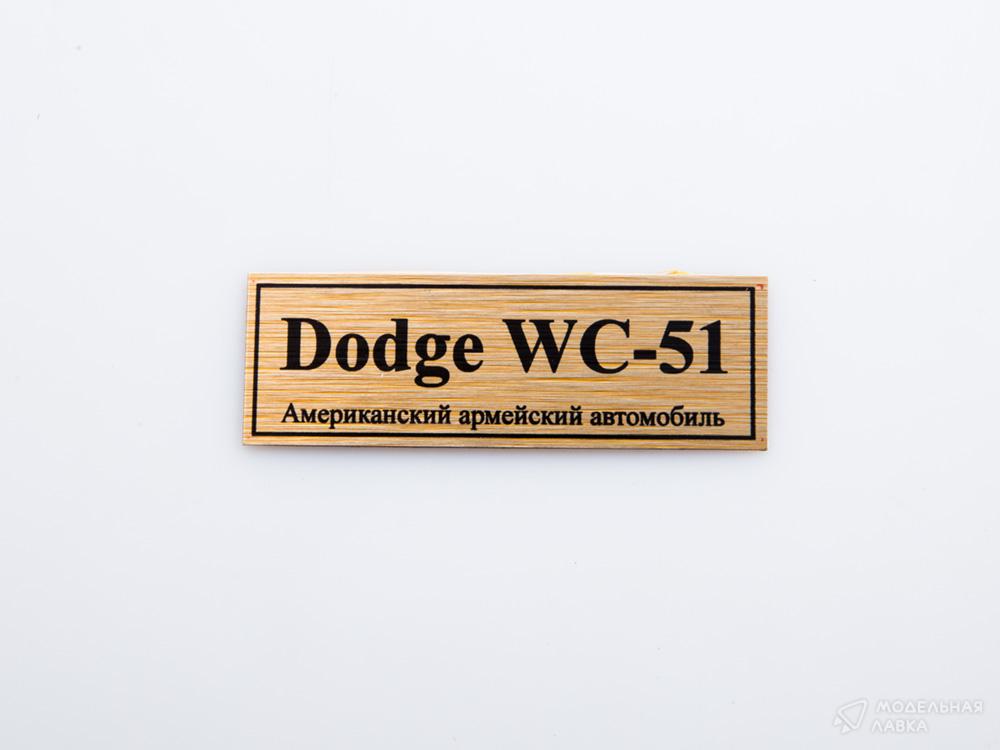 Dodge WC-51
Американский армейский автомобиль
МОДЕЛЬНАЯ
ЛАВКА